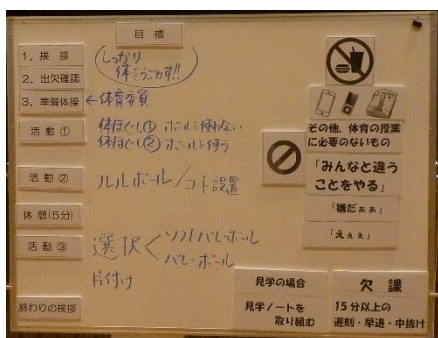 目標
しっかり
体をうごかす!!
1. 挨拶
2. 出欠確認
3. 準備体操 ←体育委員
活動① 体ほぐし① ボール使わない
体ほぐし② ボール使う
活動② フルルボール/コート設置
休憩(5分)
活動③ 選択<ソフトバレーボール
バレーボール
片付け
終わりの挨拶
その他、体育の授業
に必要のないもの
「みんなと違う
ことをやる」
「嫌だぁぁ」
「ええぇ」
見学の場合
見学ノートを
取り組む
欠課
15分以上の
遅刻・早退・中抜け